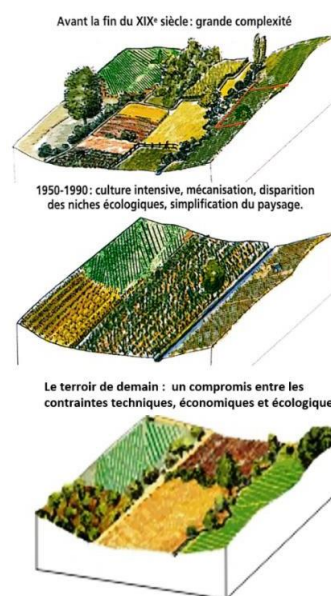 Avant la fin du XIXᵉ siècle : grande complexité
1950-1990 : culture intensive, mécanisation, disparition
des niches écologiques, simplification du paysage.
Le terroir de demain : un compromis entre les
contraintes techniques, économiques et écologique